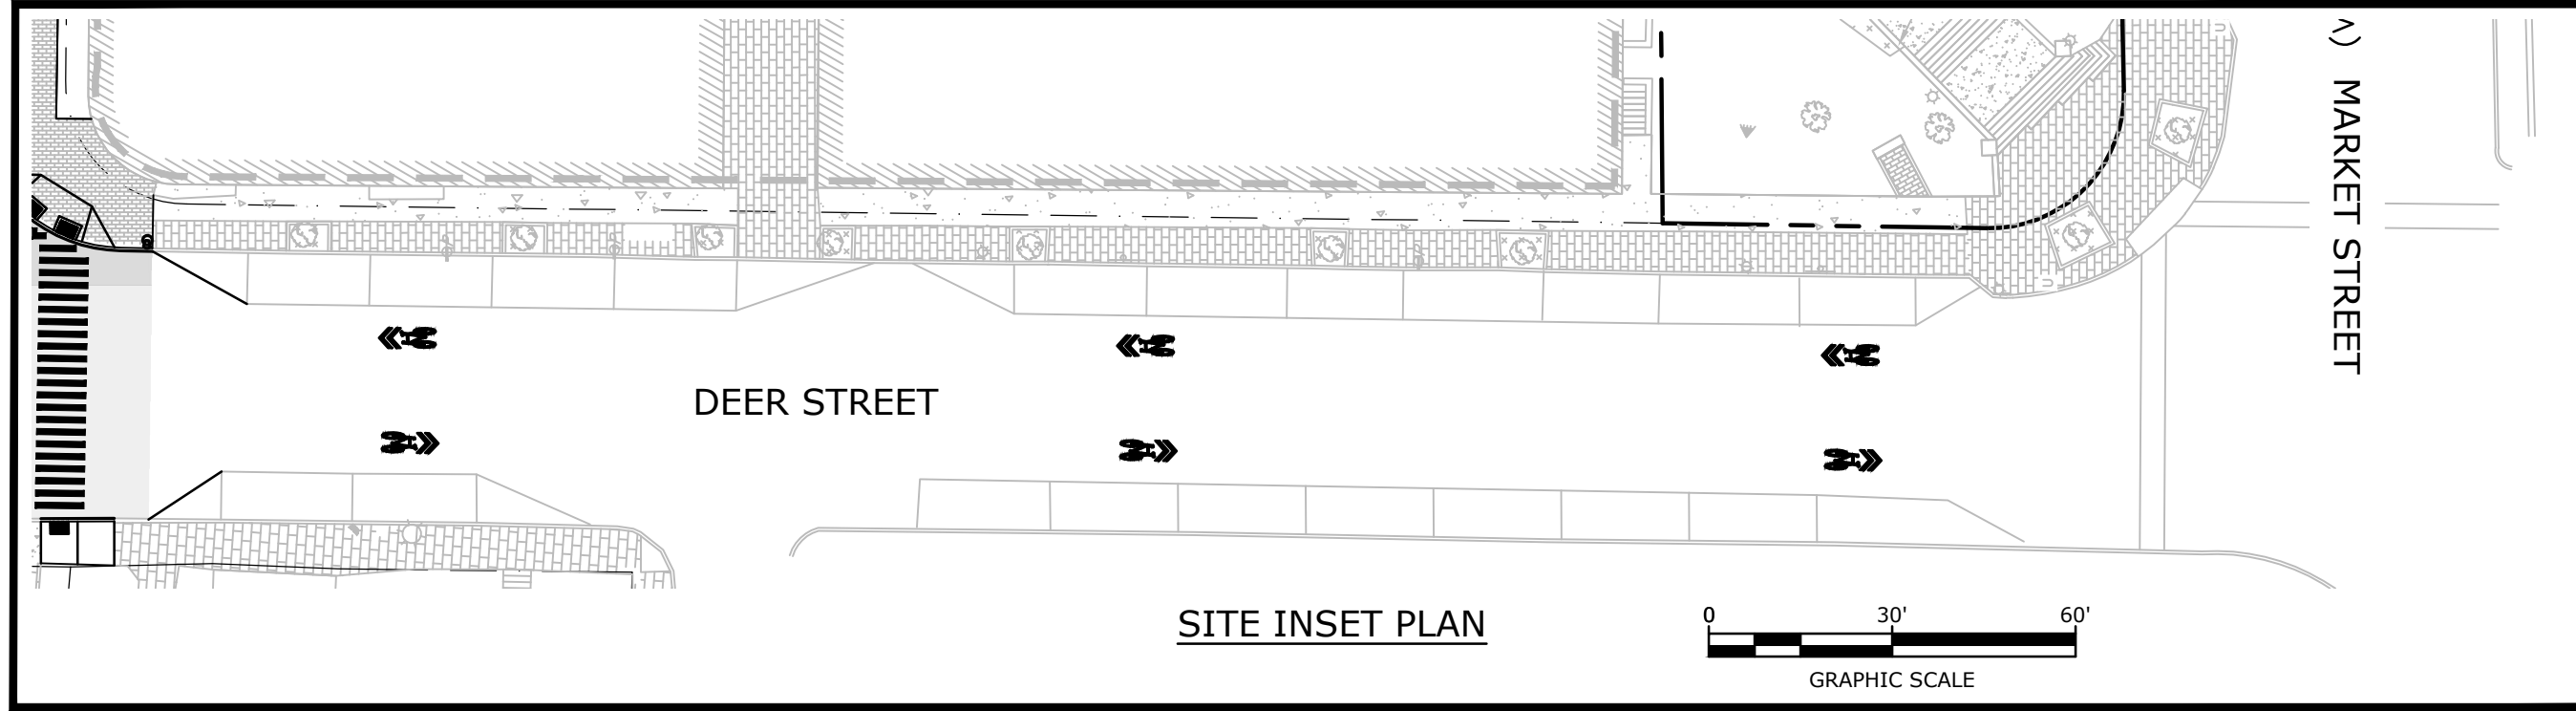 MARKET STREET
DEER STREET
SITE INSET PLAN
0 30' 60'
GRAPHIC SCALE